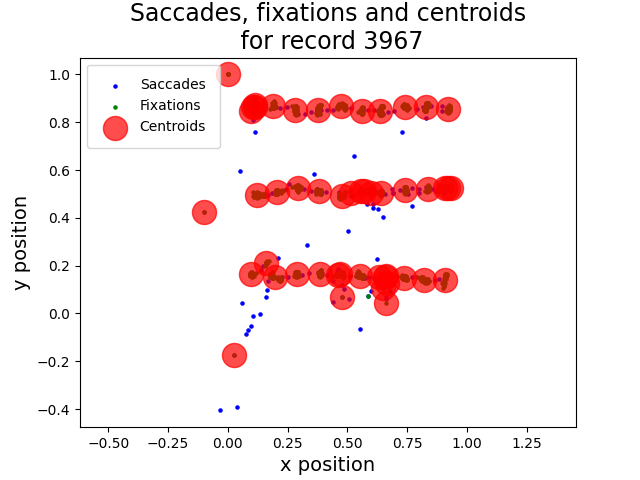 Saccades, fixations and centroids
for record 3967
Saccades
Fixations
Centroids
y position
1.0
0.8
0.6
0.4
0.2
0.0
−0.2
−0.4
−0.50
−0.25
0.00
0.25
0.50
0.75
1.00
1.25
x position